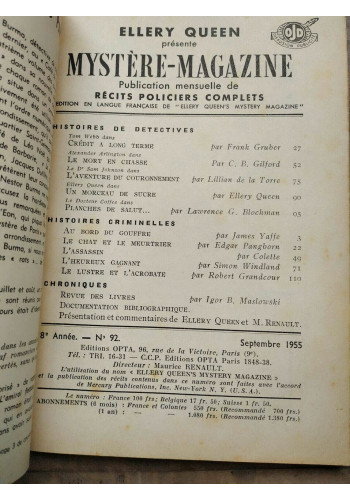 ELLERY QUEEN
présente
MYSTÈRE-MAGAZINE
Publication mensuelle de
RÉCITS POLICIERS COMPLETS
ÉDITION EN LANGUE FRANÇAISE DE "ELLERY QUEEN'S MYSTERY MAGAZINE"
HISTOIRES DE DETECTIVES
Tom Webb dans
CRÉDIT A LONG TERME par Frank Gruber 27
Alexander Arlington dans
LE MORT EN CHASSE Par C. B. Gilford 52
Le Dr Sam Johnson dans
L'AVENTURE DU COURONNEMENT par Lillian de la Torre 75
Ellery Queen dans
UN MORCEAU DE SUCRE par Ellery Queen 60
Le Docteur Coffee dans
PLANCHES DE SALUT... par Lawrence G. Blochman 05
HISTOIRES CRIMINELLES
AU BORD DU GOUFFRE par James Yaffe 3
LE CHAT ET LE MEURTRIER par Edgar Pangborn 22
L'ASSASSIN par Colette 46
L'HEUREUX GAGNANT par Simon Windland 71
LE LUSTRE ET L'ACROBATE par Robert Grandcour 110
CHRONIQUES
REVUE DES LIVRES par Igor B. Maslowski
DOCUMENTATION BIBLIOGRAPHIQUE.
Présentation et commentaires de ELLERY QUEEN et M. RENAULT.
8e Année. — N° 92. Septembre 1955
Editions OPTA, 96, rue de la Victoire, Paris (9e).
Tél. : TRI. 16-31 — C.C.P. Editions OPTA Paris 1848-38.
Directeur : Maurice RENAULT.
L'utilisation du nom « ELLERY QUEEN'S MYSTERY MAGAZINE »
et la publication des récits contenus dans ce numéro sont faites avec l'accord
de Mercury Publications, Inc. New-York N. Y. (U.S.A.).
Le numéro : France 100 frs; Belgique 17 fr. 50; Suisse 1 fr. 50.
ABONNEMENTS (6 mois) : France et Colonies 550 frs (Recommandé 700 frs.)
(1 an) : — — 1.080 frs. (Recommandé 1.380 frs.)